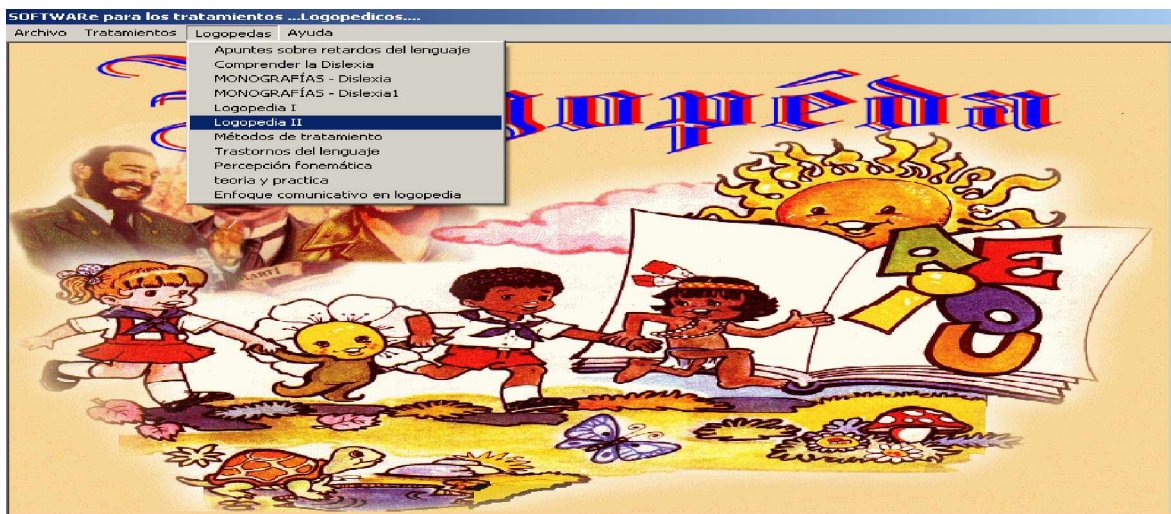 SOFTWARe para los tratamientos ...Logopedicos....
Archivo Tratamientos Logopedas Ayuda
Apuntes sobre retardos del lenguaje
Comprender la Dislexia
MONOGRAFÍAS - Dislexia
MONOGRAFÍAS - Dislexia1
Logopedia I
Logopedia II
Métodos de tratamiento
Trastornos del lenguaje
Percepción fonemática
teoria y practica
Enfoque comunicativo en logopedia
gopéda
MARTÍ
A E I O U